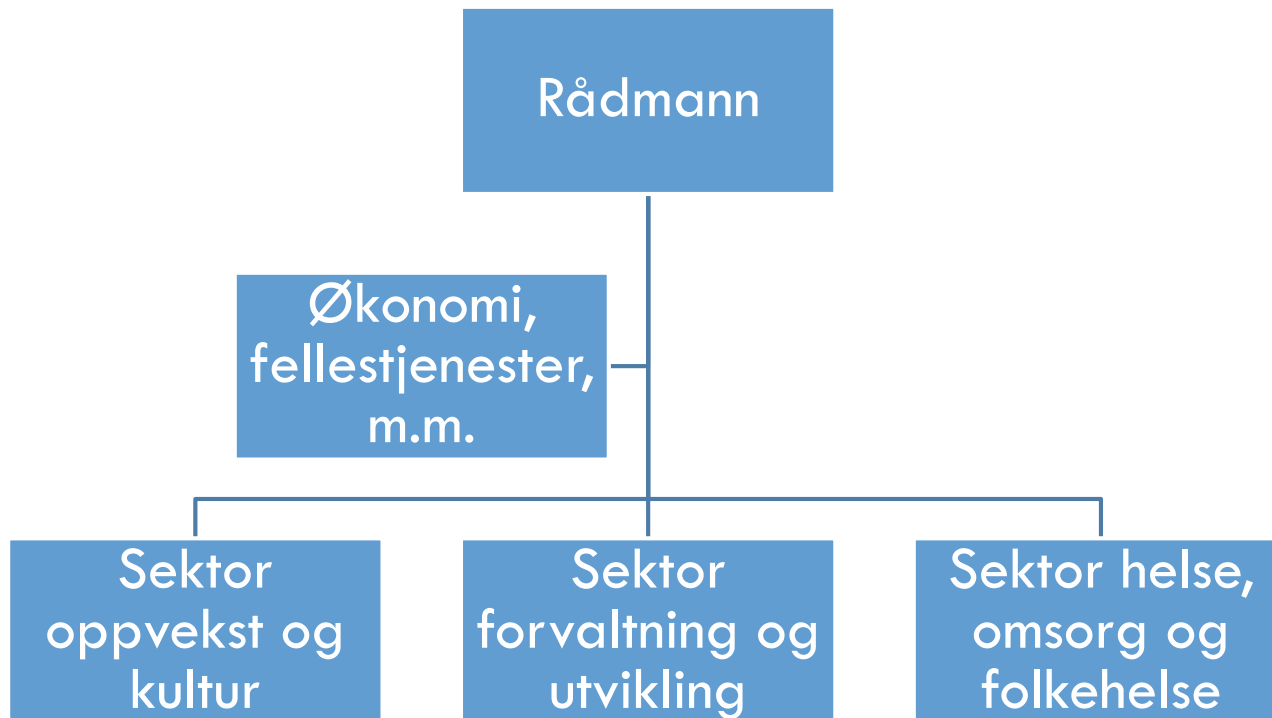 Rådmann
Økonomi,
fellestjenester,
m.m.
Sektor
oppvekst og
kultur
Sektor
forvaltning og
utvikling
Sektor helse,
omsorg og
folkehelse